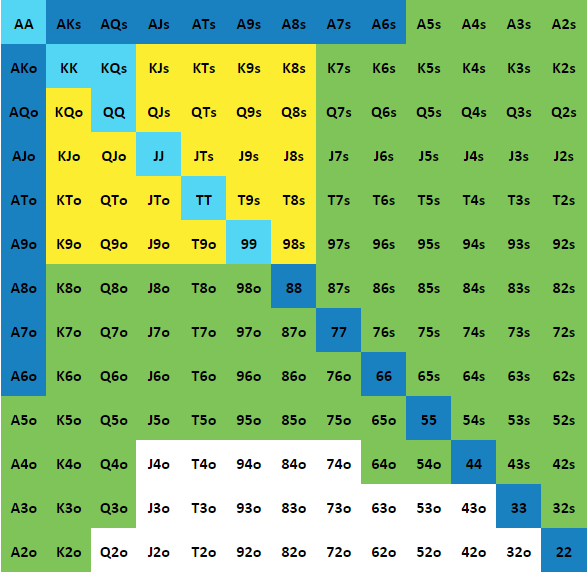 AA AKs AQs AJs ATs A9s A8s A7s A6s A5s A4s A3s A2s
AKo KK KQs KJs KTs K9s K8s K7s K6s K5s K4s K3s K2s
AQo KQo QQ QJs QTs Q9s Q8s Q7s Q6s Q5s Q4s Q3s Q2s
AJo KJo QJo JJ JTs J9s J8s J7s J6s J5s J4s J3s J2s
ATo KTo QTo JTo TT T9s T8s T7s T6s T5s T4s T3s T2s
A9o K9o Q9o J9o T9o 99 98s 97s 96s 95s 94s 93s 92s
A8o K8o Q8o J8o T8o 98o 88 87s 86s 85s 84s 83s 82s
A7o K7o Q7o J7o T7o 97o 87o 77 76s 75s 74s 73s 72s
A6o K6o Q6o J6o T6o 96o 86o 76o 66 65s 64s 63s 62s
A5o K5o Q5o J5o T5o 95o 85o 75o 65o 55 54s 53s 52s
A4o K4o Q4o J4o T4o 94o 84o 74o 64o 54o 44 43s 42s
A3o K3o Q3o J3o T3o 93o 83o 73o 63o 53o 43o 33 32s
A2o K2o Q2o J2o T2o 92o 82o 72o 62o 52o 42o 32o 22